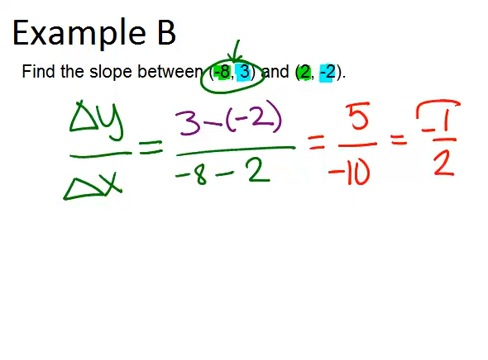 Example B
Find the slope between (-8, 3) and (2, -2).
Δy/Δx = 3-(-2)/-8-2 = 5/-10 = -1/2